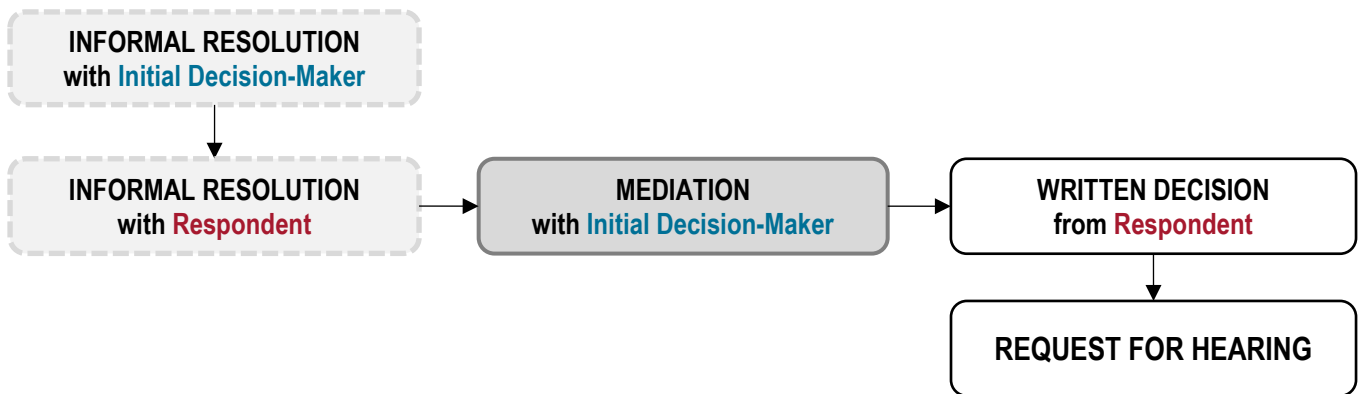 INFORMAL RESOLUTION
with Initial Decision-Maker
INFORMAL RESOLUTION
with Respondent
MEDIATION
with Initial Decision-Maker
WRITTEN DECISION
from Respondent
REQUEST FOR HEARING